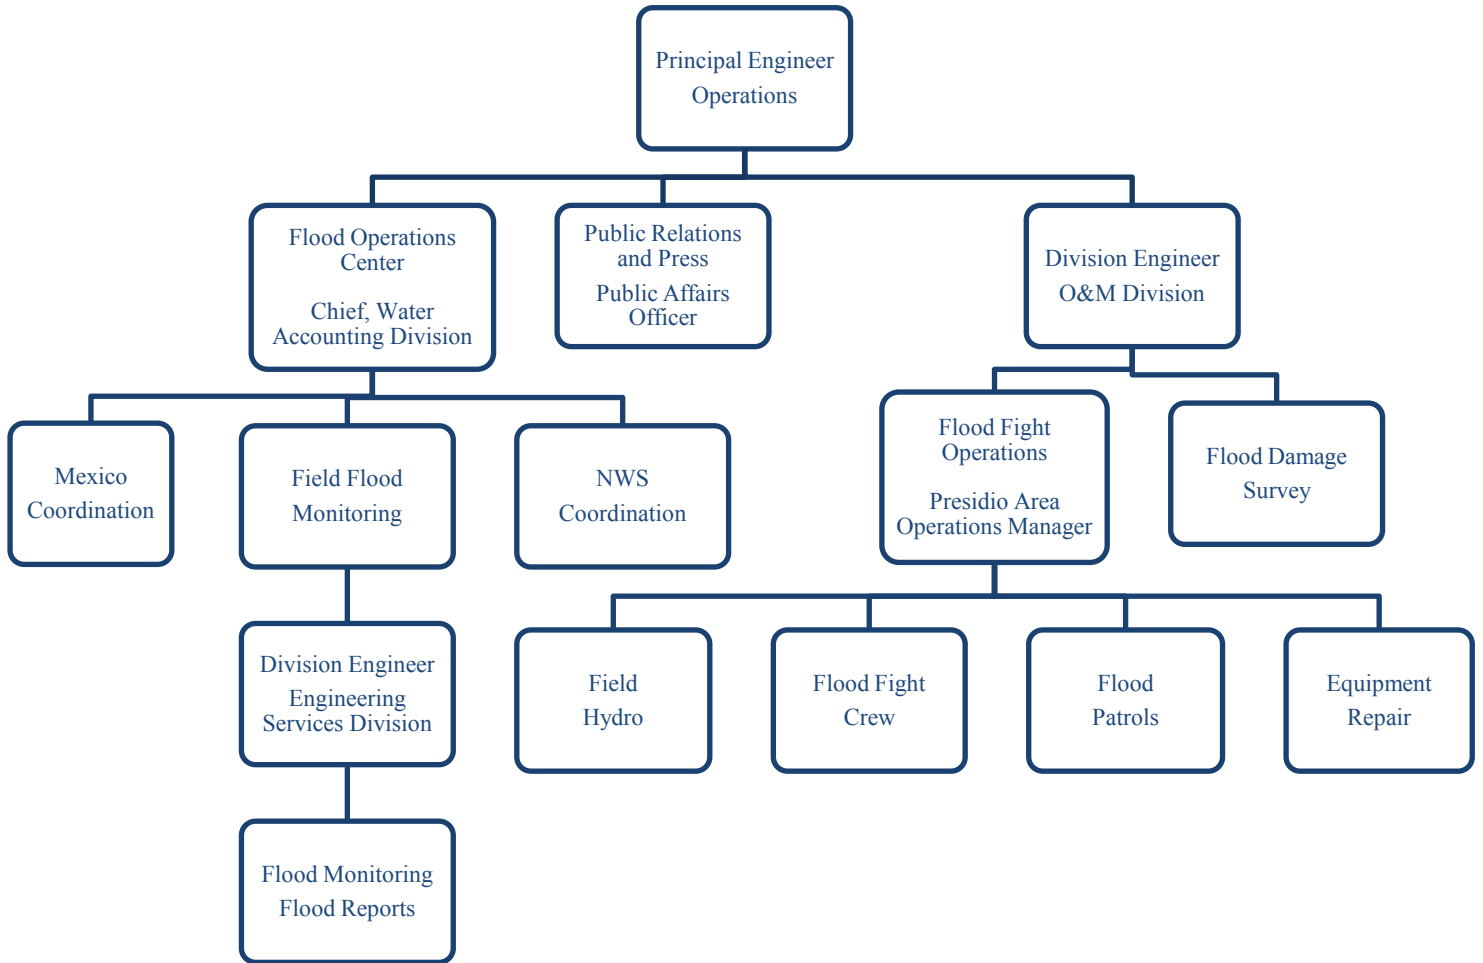 Principal Engineer
Operations
Flood Operations
Center
Chief, Water
Accounting Division
Public Relations
and Press
Public Affairs
Officer
Division Engineer
O&M Division
Mexico
Coordination
Field Flood
Monitoring
NWS
Coordination
Flood Fight
Operations
Presidio Area
Operations Manager
Flood Damage
Survey
Division Engineer
Engineering
Services Division
Field
Hydro
Flood Fight
Crew
Flood
Patrols
Equipment
Repair
Flood Monitoring
Flood Reports